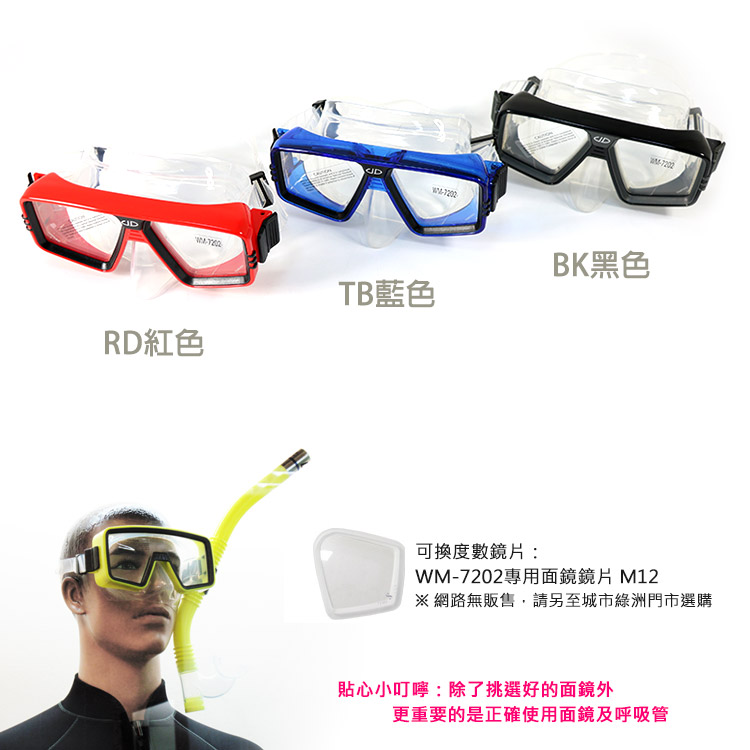 CAUTION
WM-7202
CAUTION
WM-7202
CAUTION
WM-7202
BK黑色
TB藍色
RD紅色
可換度數鏡片：
WM-7202專用面鏡鏡片 M12
※ 網路無販售，請另至城市綠洲門市選購
貼心小叮嚀：除了挑選好的面鏡外
更重要的是正確使用面鏡及呼吸管